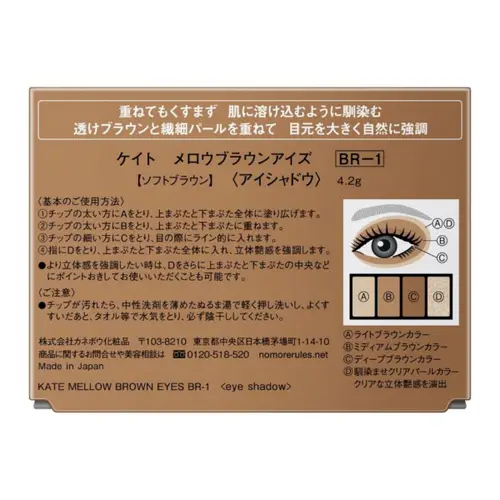 重ねてもくすまず　肌に溶け込むように馴染む
透けブラウンと繊細パールを重ねて　目元を大きく自然に強調
ケイト　メロウブラウンアイズ　BR-1
【ソフトブラウン】〈アイシャドウ〉　4.2g
〈基本のご使用方法〉
①チップの太い方にAをとり、上まぶたと下まぶた全体に塗り広げます。
②チップの太い方にBをとり、上まぶたと下まぶたに重ねます。
③チップの細い方にCをとり、目の際にライン的に入れます。
④指にDをとり、上まぶたと下まぶた全体に入れ、立体艶感を強調します。
●より立体感を強調したい時は、Dをさらに上まぶたと下まぶたの中央など
にポイントとしておいてお使いください。
〈ご注意〉
●チップが汚れたら、中性洗剤を薄めたぬるま湯で軽く押し洗いし、よくす
すいだあと、タオル等で水気をとり、必ず陰干ししてください。
株式会社カネボウ化粧品　〒103-8210　東京都中央区日本橋茅場町1-14-10
商品に関するお問合せや美容相談は　0120-518-520　nomorerules.net
Made in Japan
KATE MELLOW BROWN EYES BR-1　<eye shadow>
ⒶⒹ
Ⓑ
Ⓒ
Ⓐ Ⓑ Ⓒ Ⓓ
Ⓐライトブラウンカラー
Ⓑミディアムブラウンカラー
Ⓒディープブラウンカラー
Ⓓ馴染ませクリアパールカラー
クリアな立体艶感を演出